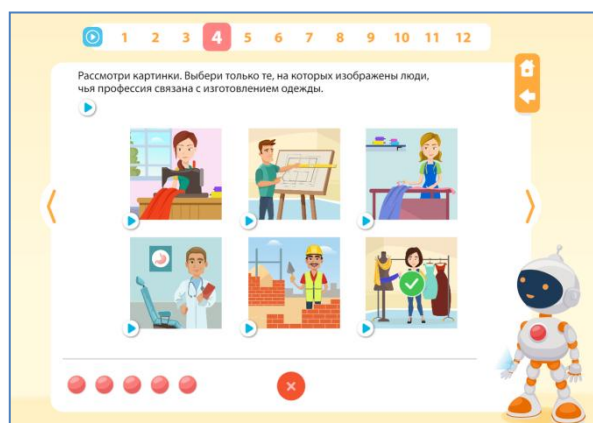 1 2 3 4 5 6 7 8 9 10 11 12
Рассмотри картинки. Выбери только те, на которых изображены люди,
чья профессия связана с изготовлением одежды.